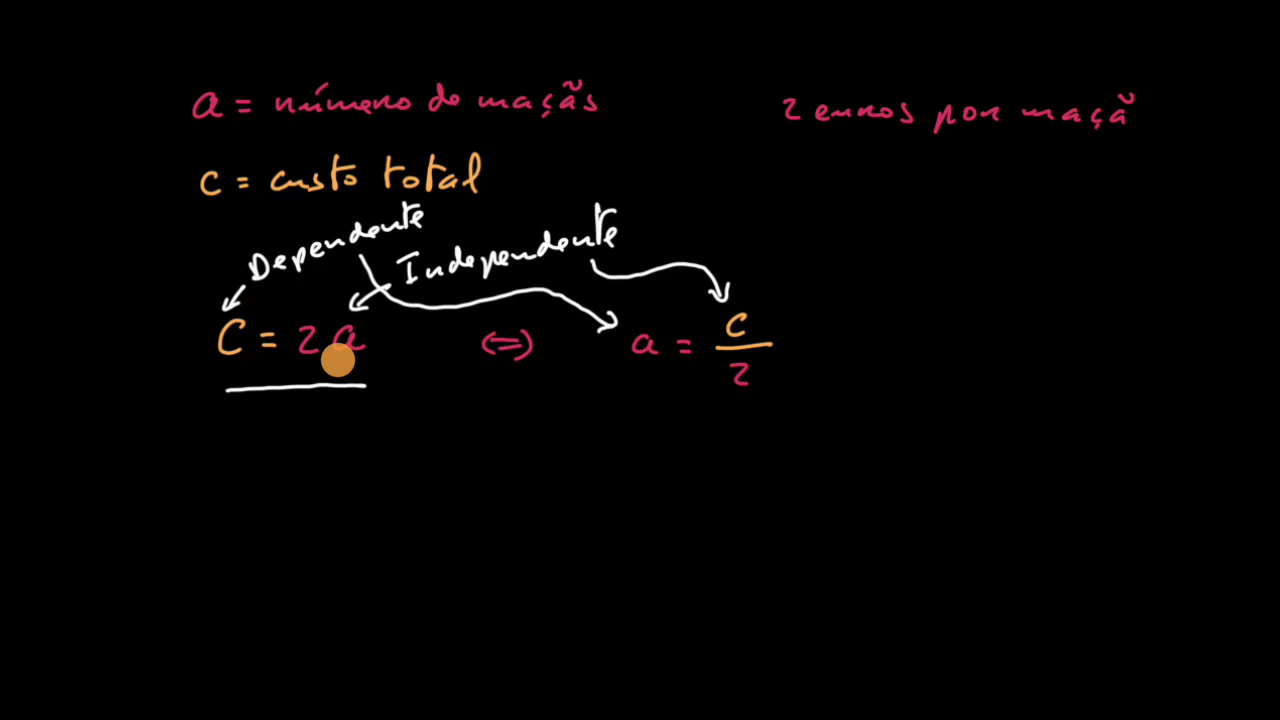 a = número de maçãs
2 euros por maçã
c = custo total
Dependente
Independente
C = 2a (=) a = c/2